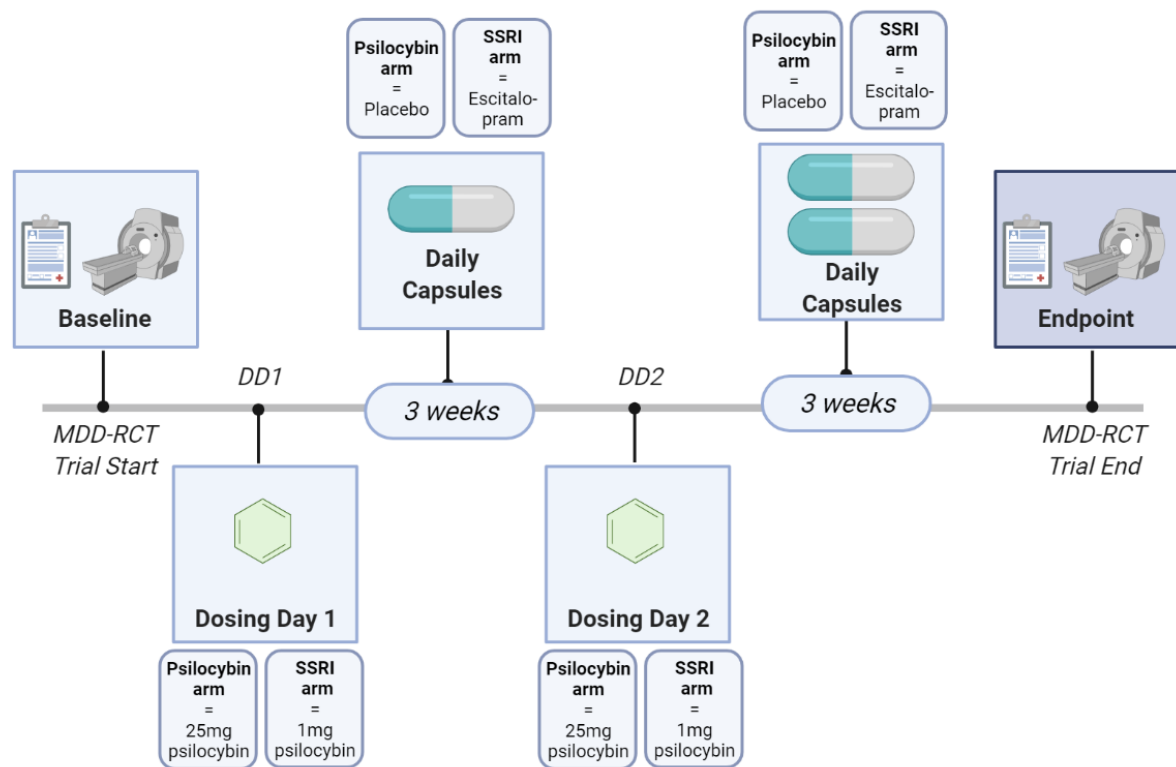 Psilocybin
arm
=
Placebo
SSRI
arm
=
Escitalo-
pram
Psilocybin
arm
=
Placebo
SSRI
arm
=
Escitalo-
pram
Baseline
Daily
Capsules
Daily
Capsules
Endpoint
DD1
3 weeks
DD2
3 weeks
MDD-RCT
Trial Start
MDD-RCT
Trial End
Dosing Day 1
Dosing Day 2
Psilocybin
arm
=
25mg
psilocybin
SSRI
arm
=
1mg
psilocybin
Psilocybin
arm
=
25mg
psilocybin
SSRI
arm
=
1mg
psilocybin